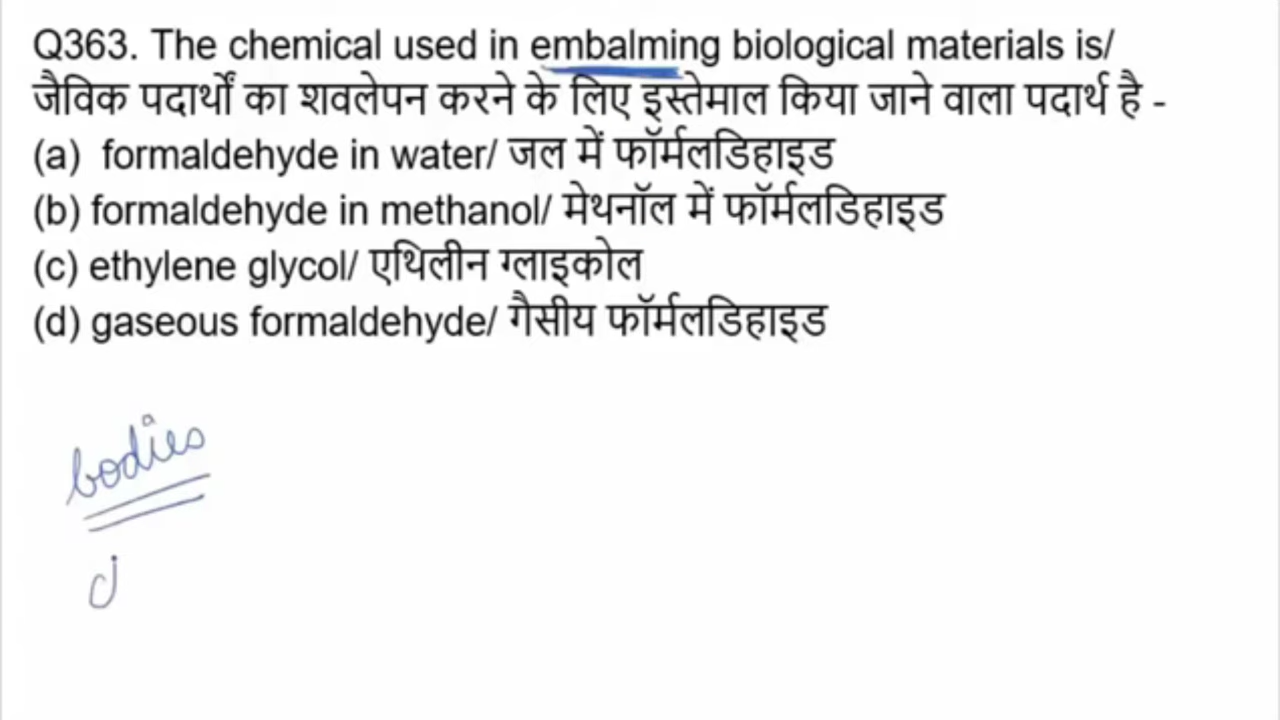 Q363. The chemical used in embalming biological materials is/
जैविक पदार्थों का शवलेपन करने के लिए इस्तेमाल किया जाने वाला पदार्थ है -
(a) formaldehyde in water/ जल में फॉर्मलडिहाइड
(b) formaldehyde in methanol/ मेथनॉल में फॉर्मलडिहाइड
(c) ethylene glycol/ एथिलीन ग्लाइकोल
(d) gaseous formaldehyde/ गैसीय फॉर्मलडिहाइड
bodies